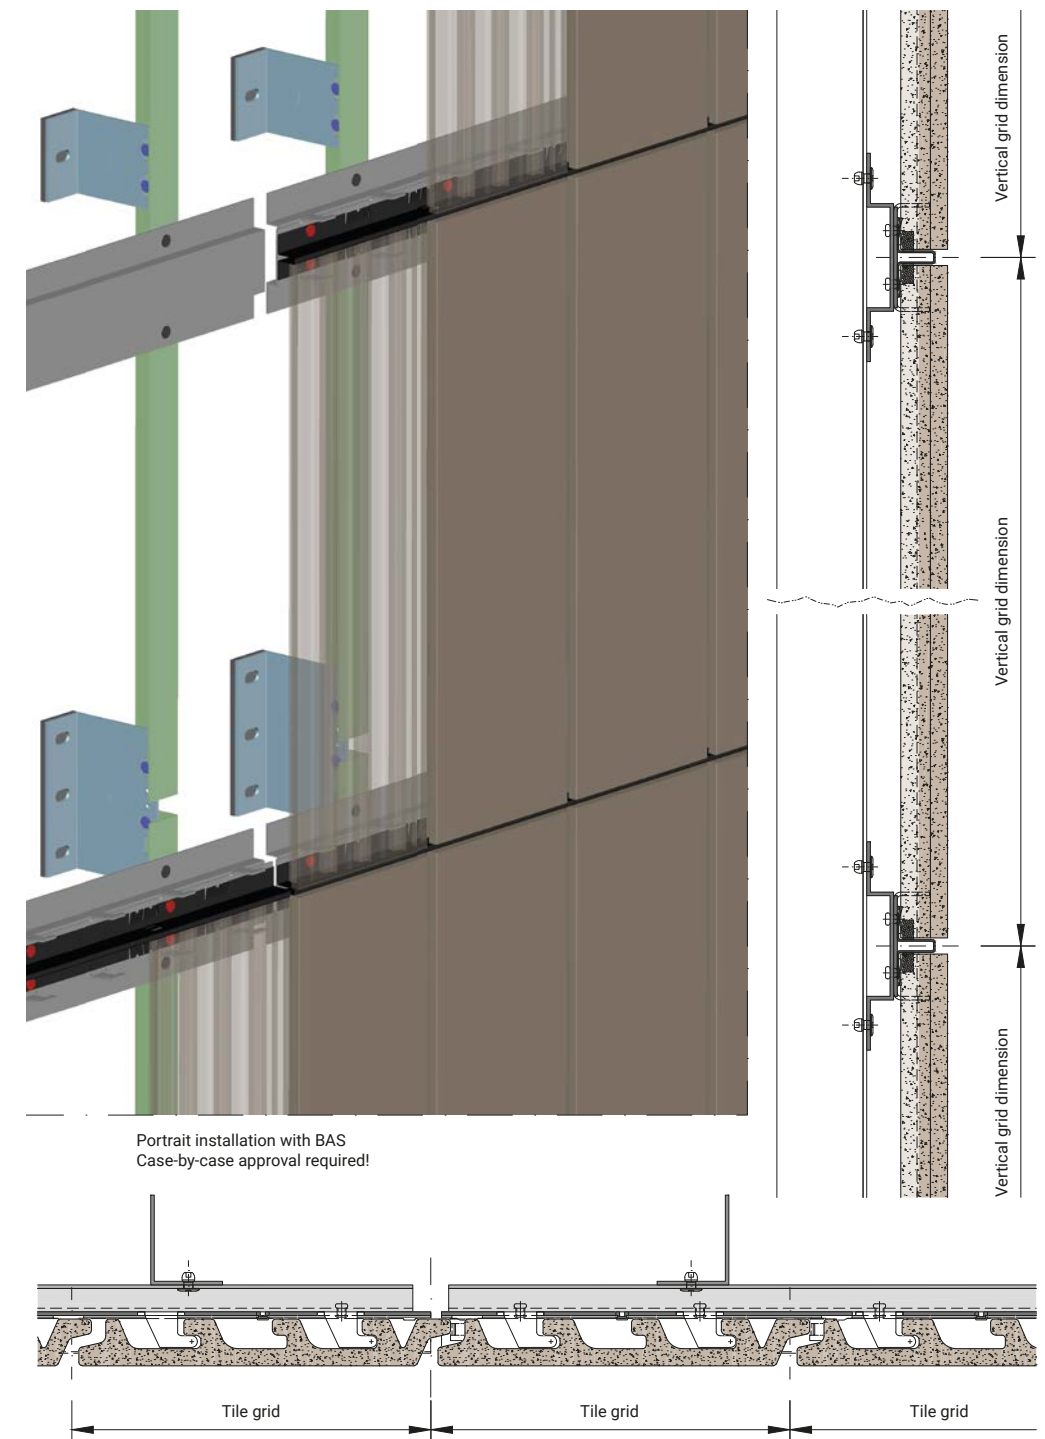 Vertical grid dimension
Vertical grid dimension
Vertical grid dimension
Portrait installation with BAS
Case-by-case approval required!
Tile grid
Tile grid
Tile grid